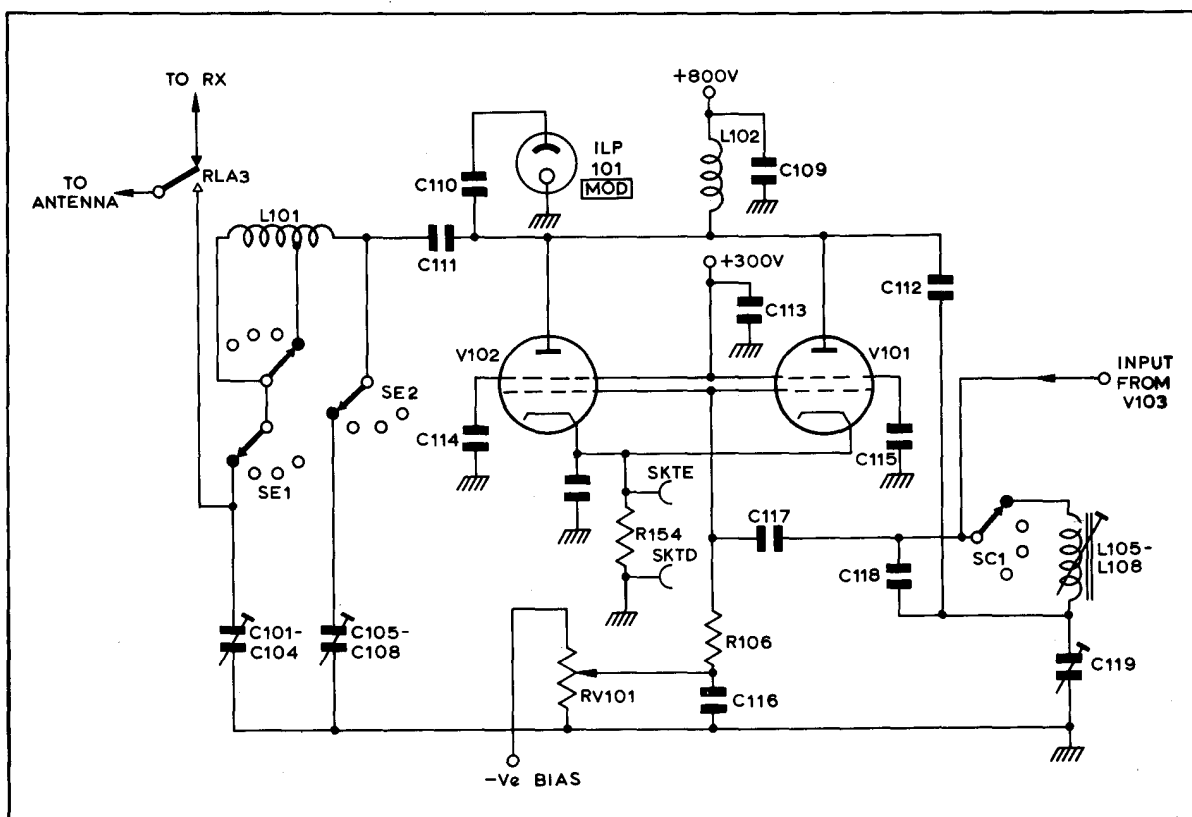 TO RX
TO
ANTENNA
RLA3
L101
C110
ILP
101
MOD
+800V
L102
C109
C111
+300V
C113
C112
V102
V101
INPUT
FROM
V103
SE2
SE1
C114
C115
SKTE
R154
SKTD
C117
C118
SC1
L105-
L108
C101-
C104
C105-
C108
R106
RV101
C116
C119
-Ve BIAS